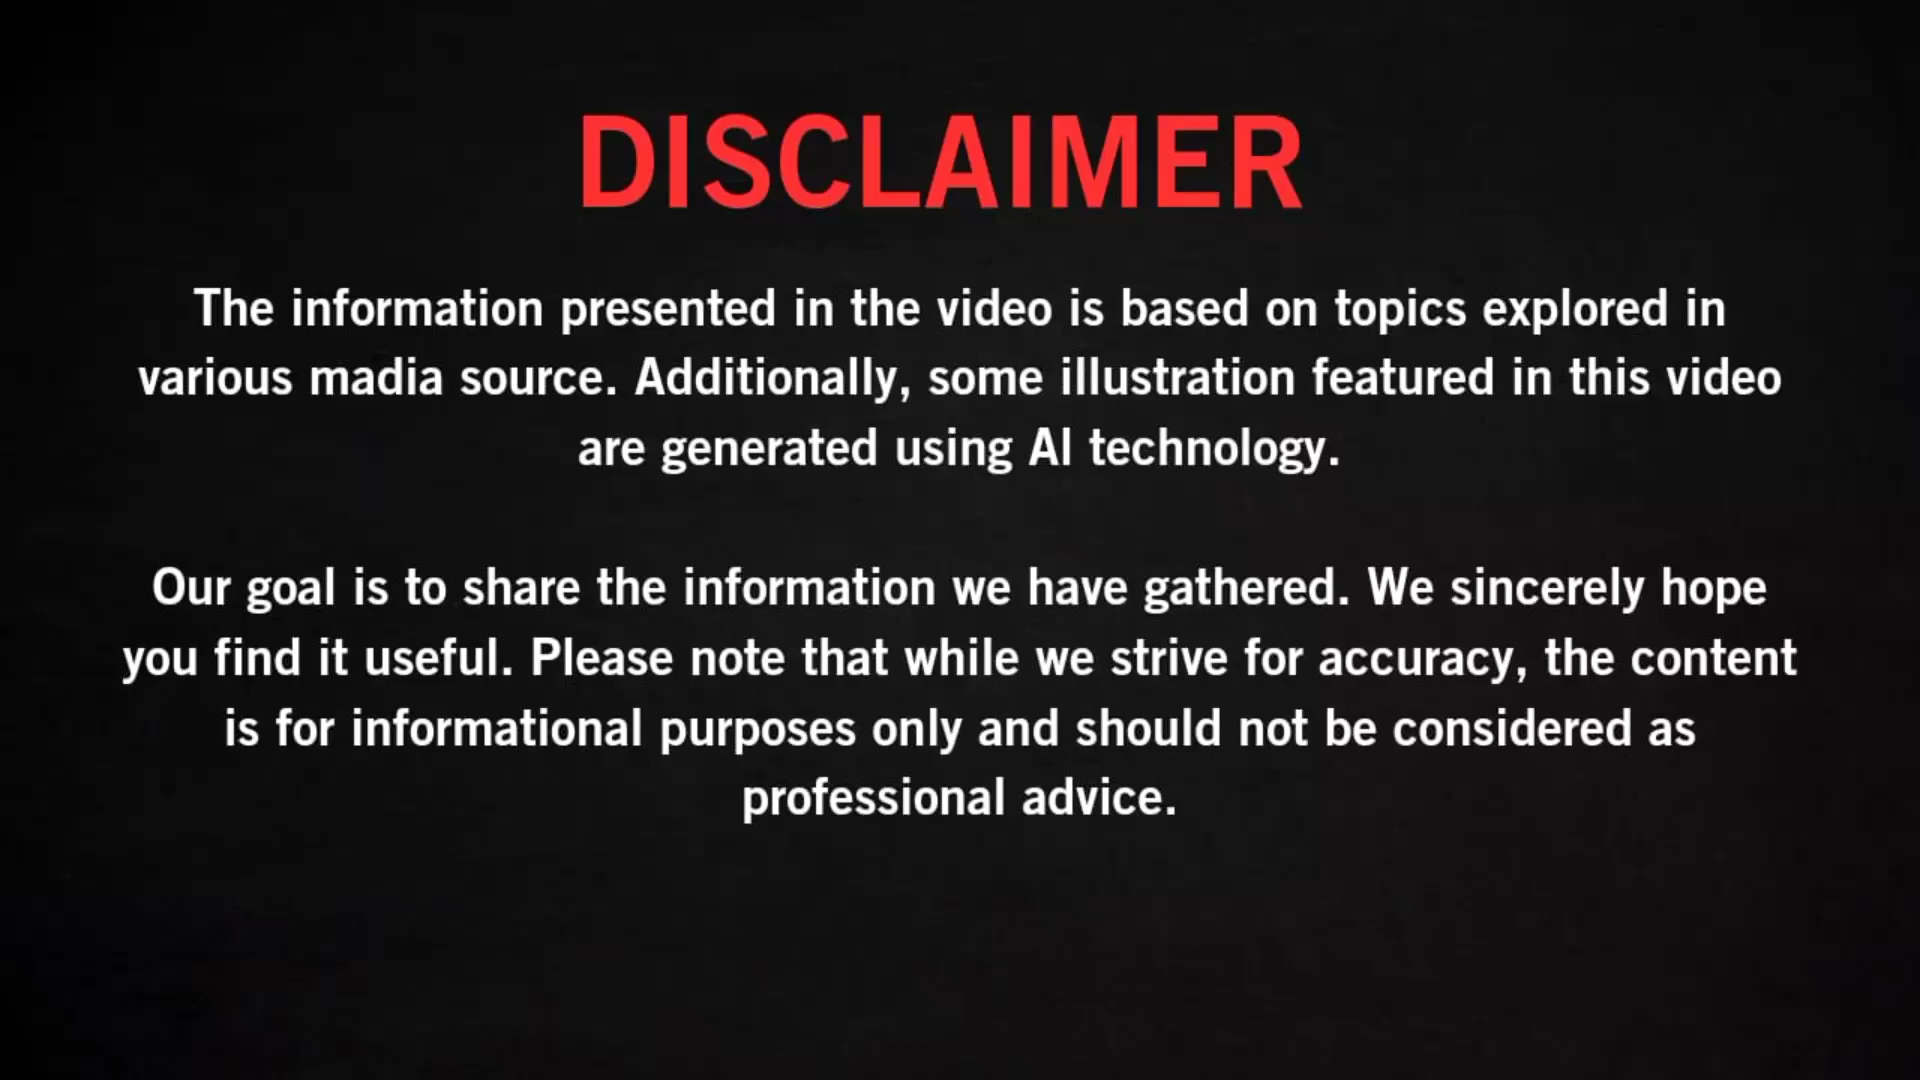 DISCLAIMER
The information presented in the video is based on topics explored in
various madia source. Additionally, some illustration featured in this video
are generated using AI technology.
Our goal is to share the information we have gathered. We sincerely hope
you find it useful. Please note that while we strive for accuracy, the content
is for informational purposes only and should not be considered as
professional advice.